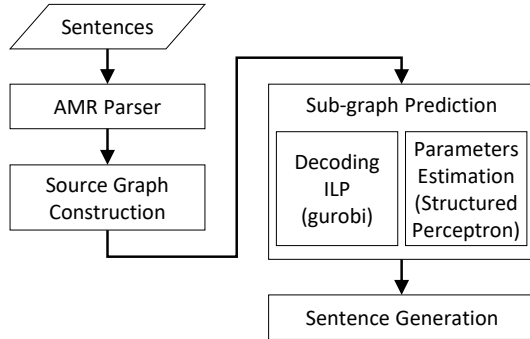 Sentences
AMR Parser
Source Graph
Construction
Sub-graph Prediction
Decoding
ILP
(gurobi)
Parameters
Estimation
(Structured
Perceptron)
Sentence Generation